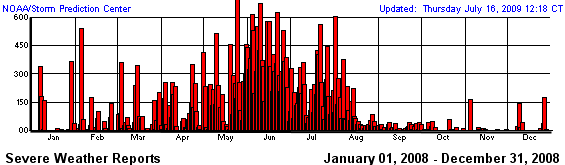 NOAA/Storm Prediction Center Updated: Thursday July 16, 2009 12:18 CT
600
450
300
150
0
Jan Feb Mar Apr May Jun Jul Aug Sep Oct Nov Dec
Severe Weather Reports January 01, 2008 - December 31, 2008